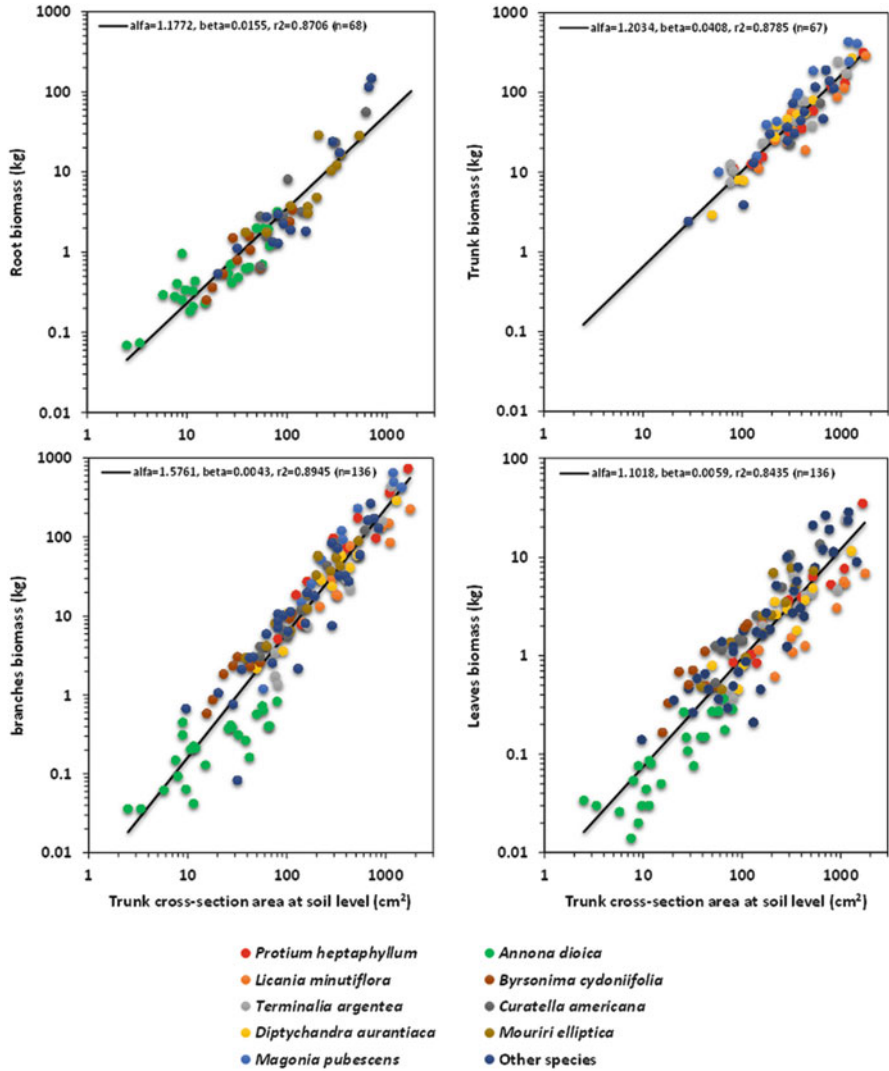 alfa=1.1772, beta=0.0155, r2=0.8706 (n=68)
1000
100
10
1
0.1
0.01
Root biomass (kg)
1 10 100 1000
alfa=1.2034, beta=0.0408, r2=0.8785 (n=67)
1000
100
10
1
0.1
0.01
Trunk biomass (kg)
1 10 100 1000
alfa=1.5761, beta=0.0043, r2=0.8945 (n=136)
1000
100
10
1
0.1
0.01
branches biomass (kg)
1 10 100 1000
Trunk cross-section area at soil level (cm²)
alfa=1.1018, beta=0.0059, r2=0.8435 (n=136)
100
10
1
0.1
0.01
Leaves biomass (kg)
1 10 100 1000
Trunk cross-section area at soil level (cm²)
Protium heptaphyllum
Licania minutiflora
Terminalia argentea
Diptychandra aurantiaca
Magonia pubescens
Annona dioica
Byrsonima cydoniifolia
Curatella americana
Mouriri elliptica
Other species